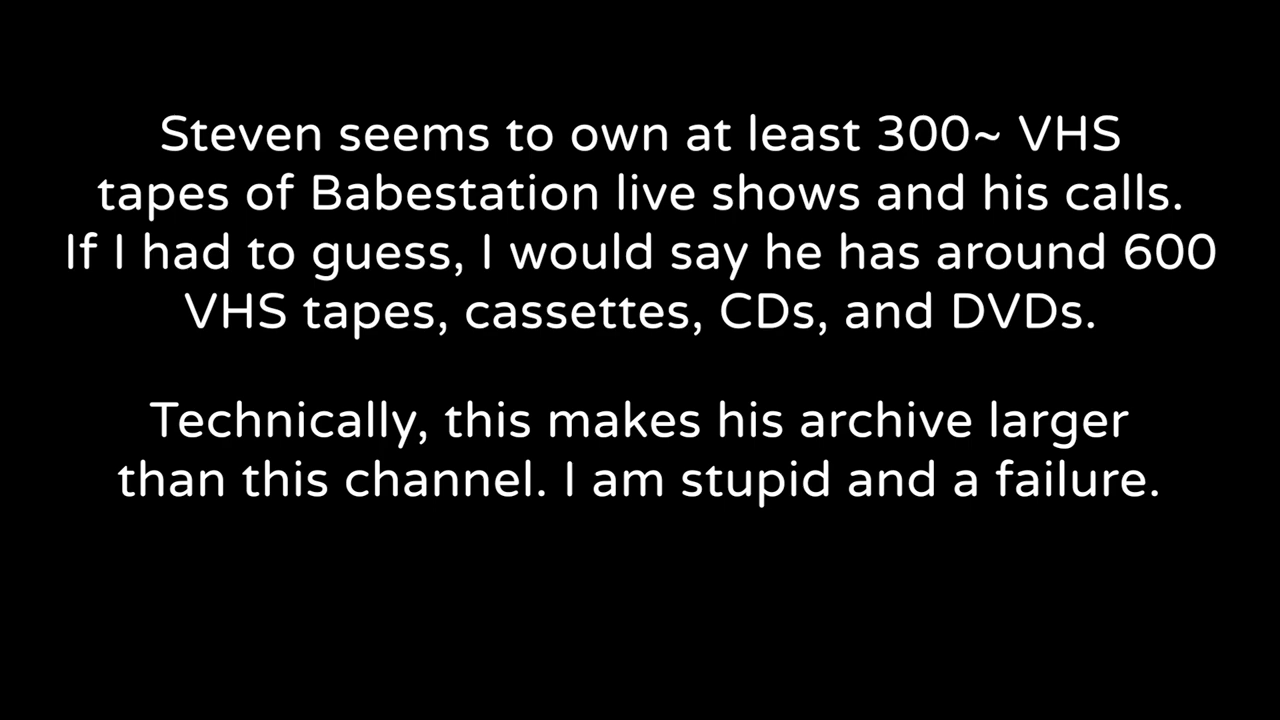 Steven seems to own at least 300~ VHS
tapes of Babestation live shows and his calls.
If I had to guess, I would say he has around 600
VHS tapes, cassettes, CDs, and DVDs.
Technically, this makes his archive larger
than this channel. I am stupid and a failure.